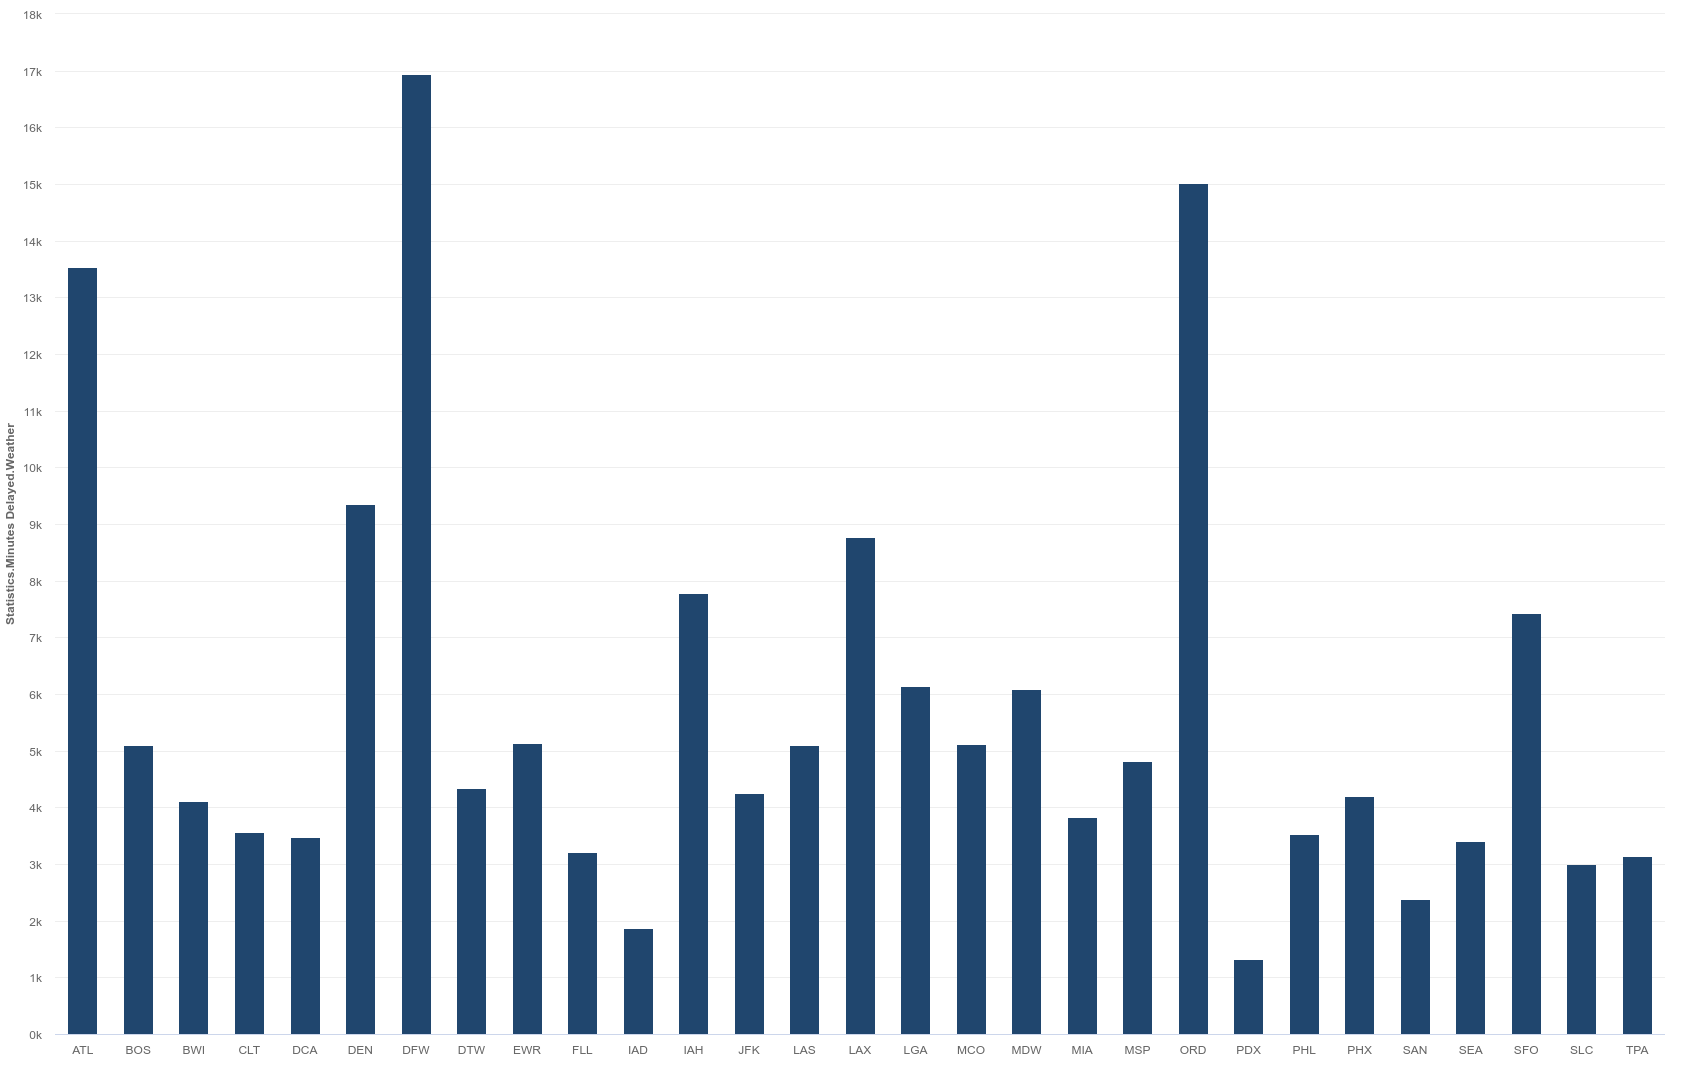 Statistics.Minutes Delayed.Weather
18k
17k
16k
15k
14k
13k
12k
11k
10k
9k
8k
7k
6k
5k
4k
3k
2k
1k
0k
ATL BOS BWI CLT DCA DEN DFW DTW EWR FLL IAD IAH JFK LAS LAX LGA MCO MDW MIA MSP ORD PDX PHL PHX SAN SEA SFO SLC TPA